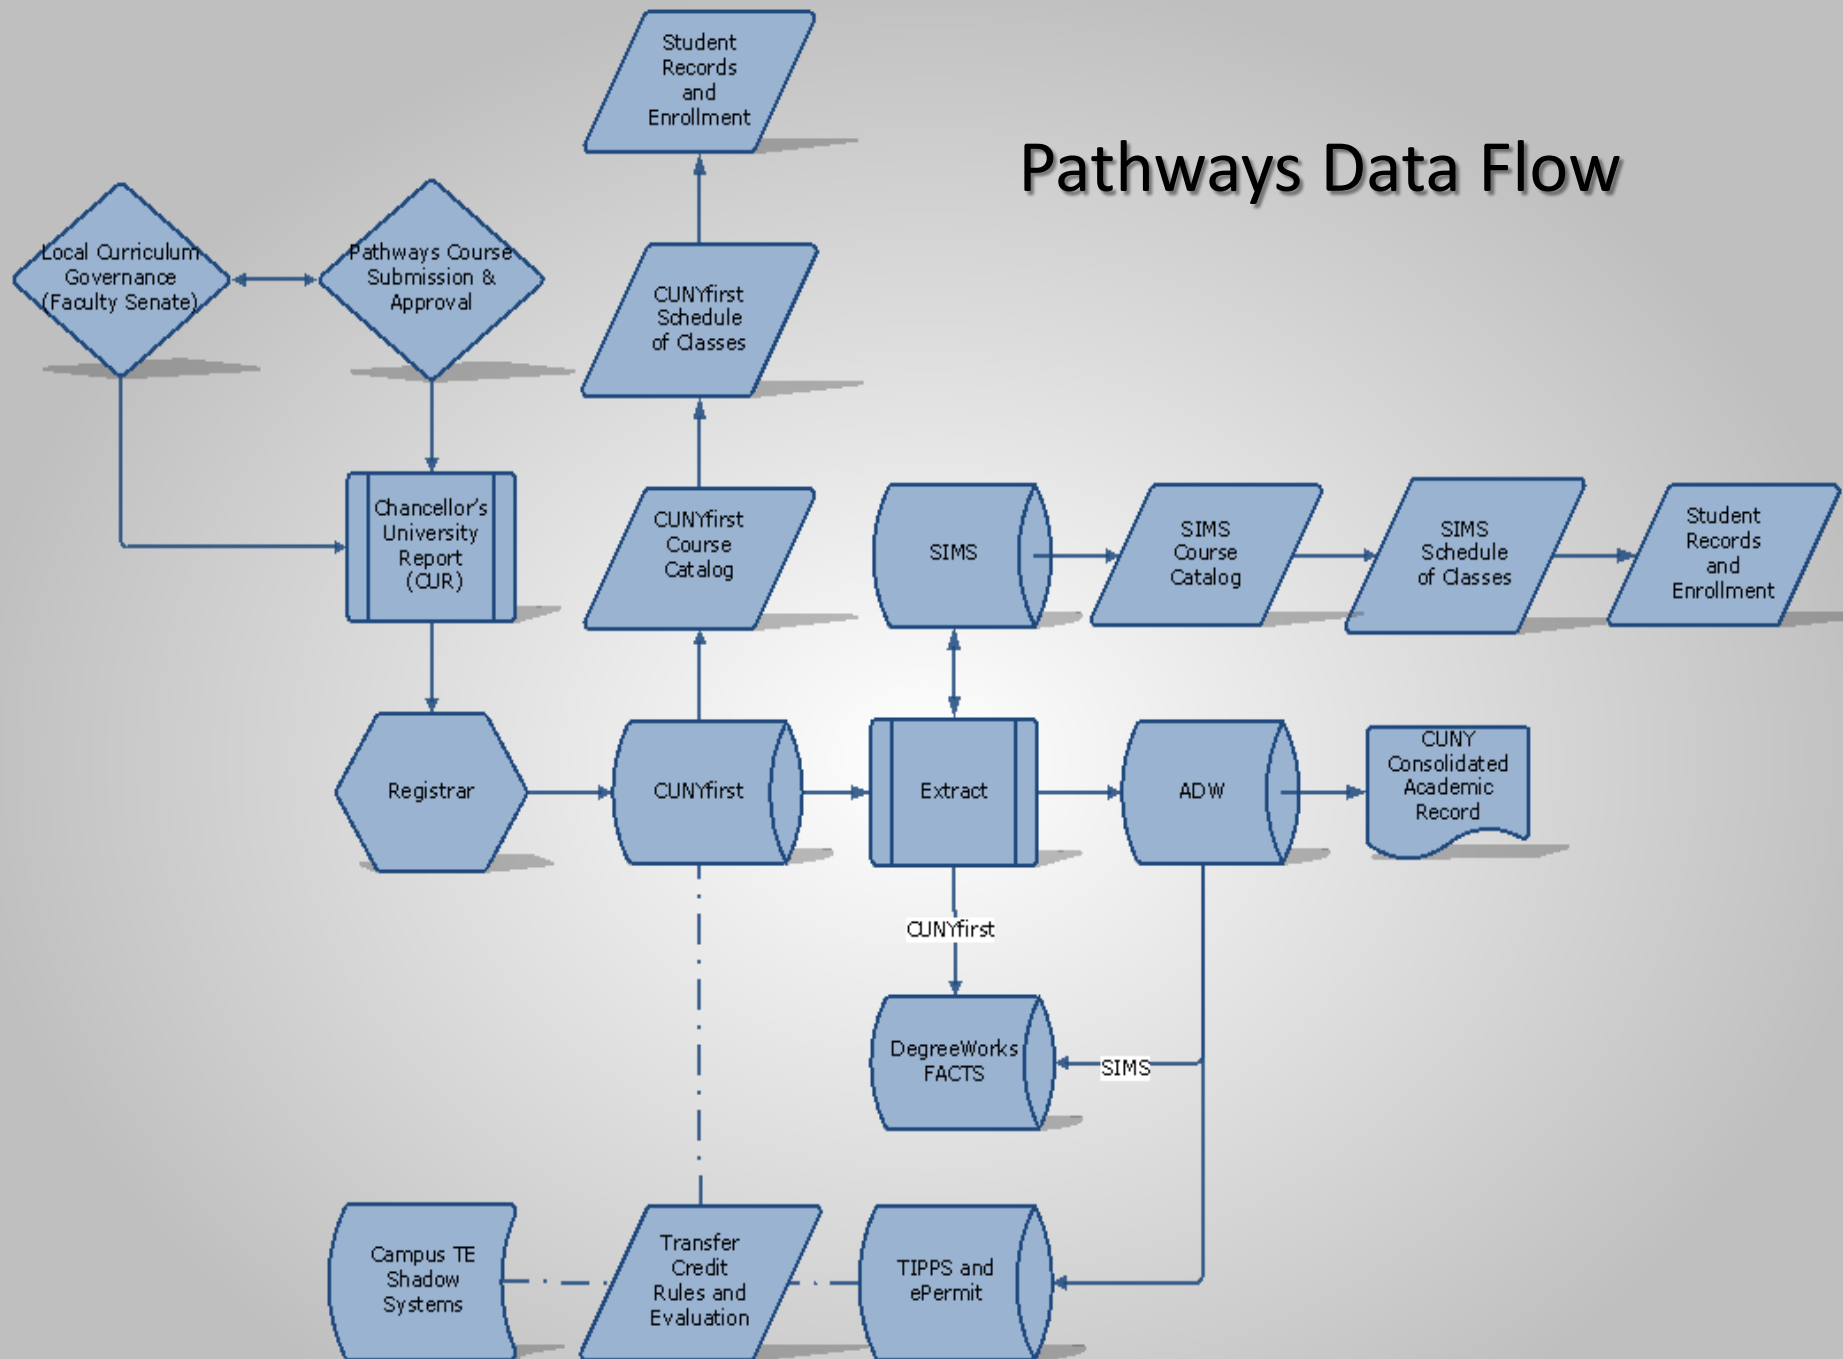 Student
Records
and
Enrollment
Pathways Data Flow
Local Curriculum
Governance
(Faculty Senate)
Pathways Course
Submission &
Approval
CUNYfirst
Schedule
of Classes
Chancellor's
University
Report
(CUR)
CUNYfirst
Course
Catalog
SIMS
SIMS
Course
Catalog
SIMS
Schedule
of Classes
Student
Records
and
Enrollment
Registrar
CUNYfirst
Extract
ADW
CUNY
Consolidated
Academic
Record
CUNYfirst
DegreeWorks
FACTS
SIMS
Campus TE
Shadow
Systems
Transfer
Credit
Rules and
Evaluation
TIPPS and
ePermit